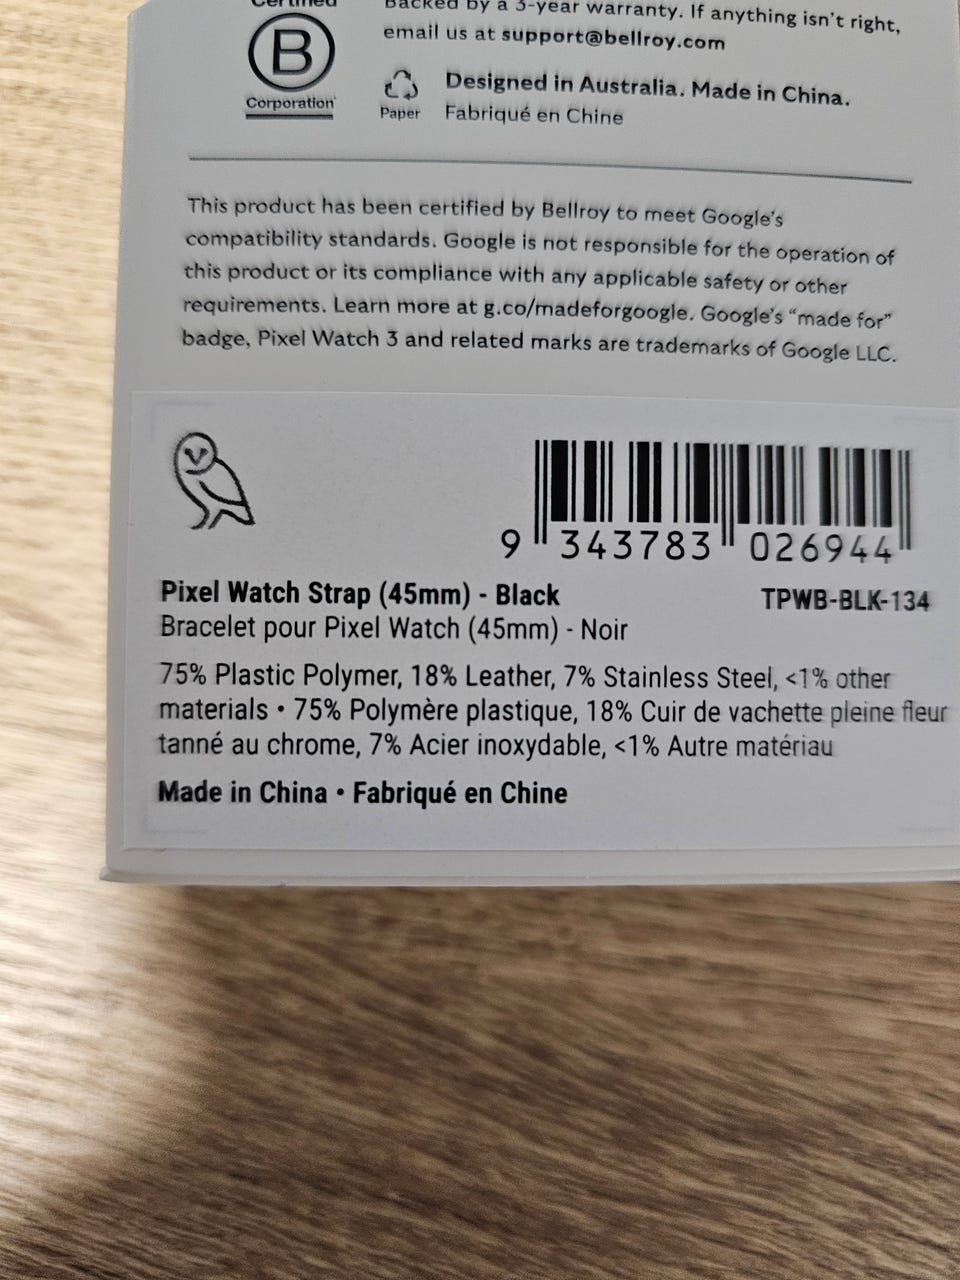 Certified
B
Corporation
Backed by a 3-year warranty. If anything isn't right,
email us at support@bellroy.com
Paper
Designed in Australia. Made in China.
Fabriqué en Chine
This product has been certified by Bellroy to meet Google's
compatibility standards. Google is not responsible for the operation of
this product or its compliance with any applicable safety or other
requirements. Learn more at g.co/madeforgoogle. Google's “made for”
badge, Pixel Watch 3 and related marks are trademarks of Google LLC.
9 343783 026944
Pixel Watch Strap (45mm) - Black
TPWB-BLK-134
Bracelet pour Pixel Watch (45mm) - Noir
75% Plastic Polymer, 18% Leather, 7% Stainless Steel, <1% other
materials • 75% Polymère plastique, 18% Cuir de vachette pleine fleur
tanné au chrome, 7% Acier inoxydable, <1% Autre matériau
Made in China • Fabriqué en Chine